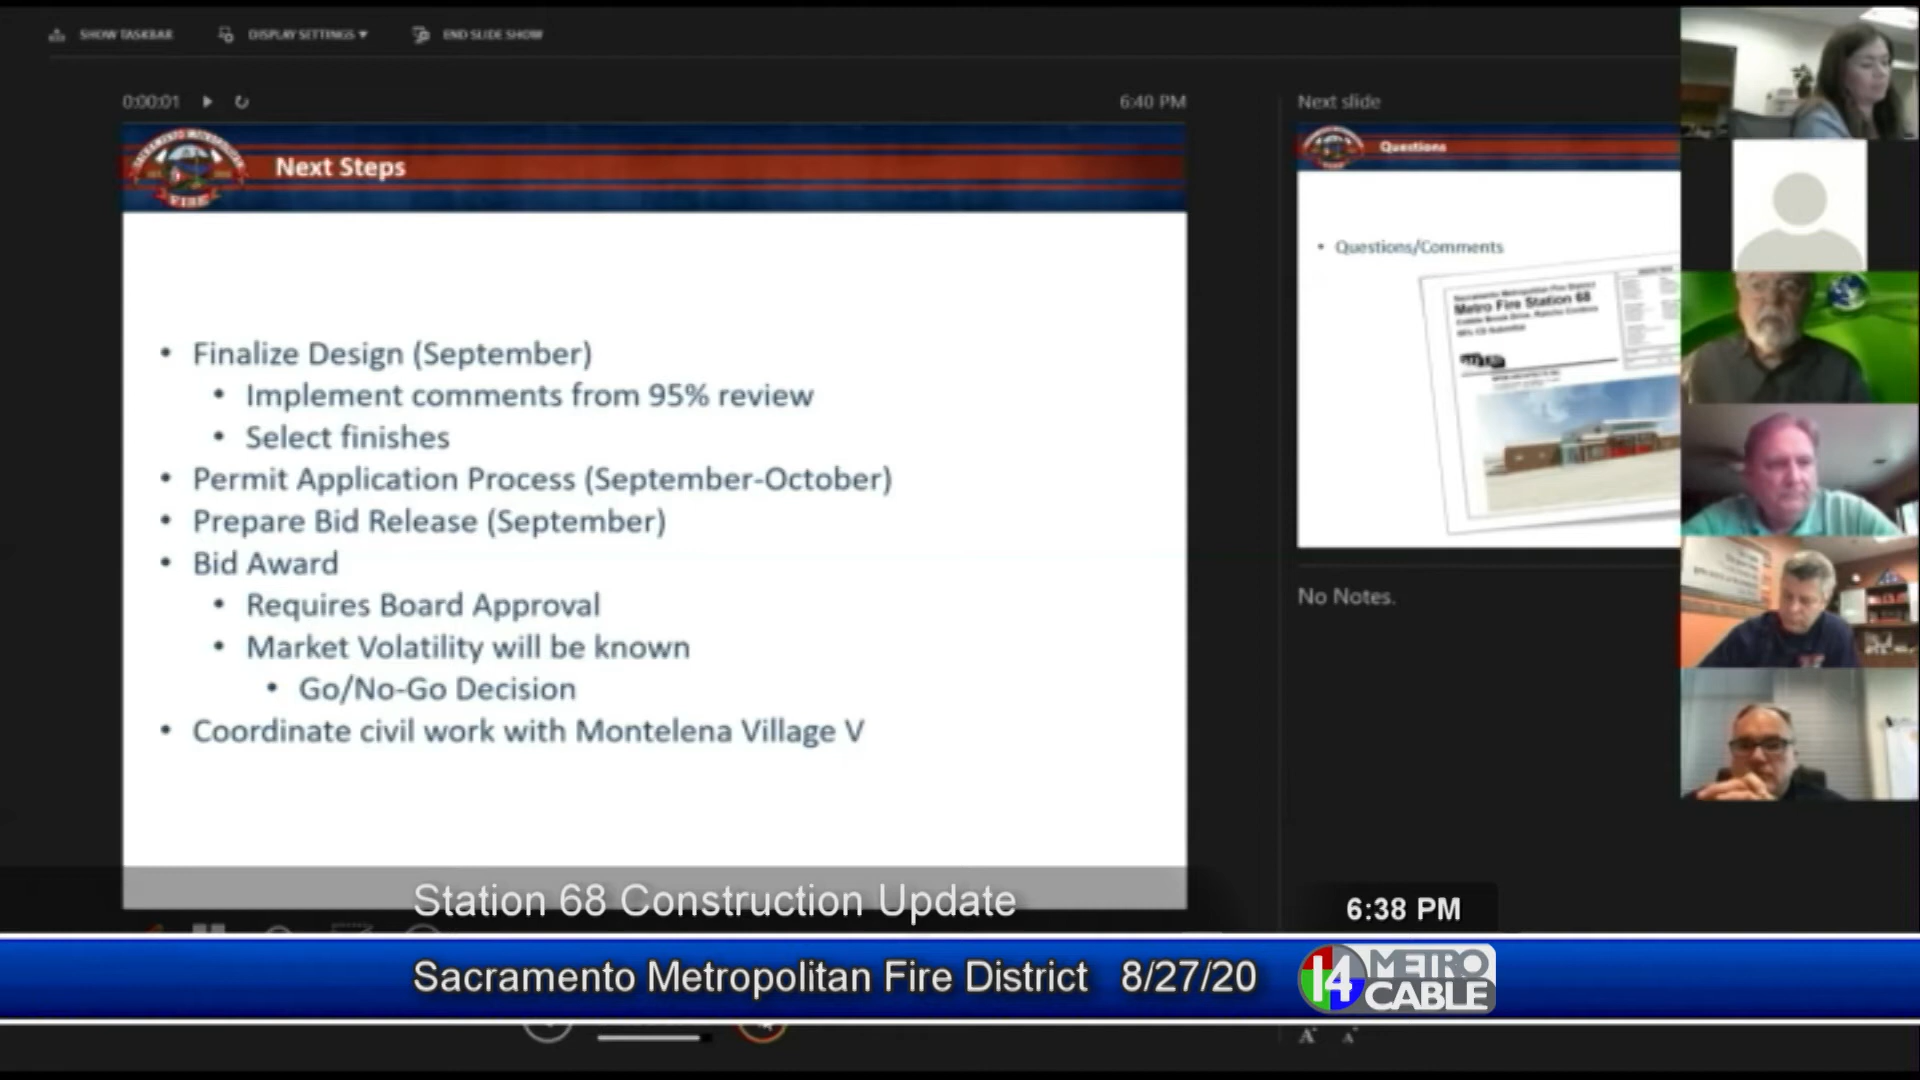 SHOW TASKBAR
DISPLAY SETTINGS
END SLIDE SHOW
0:00:01
6:40 PM
Next Steps
• Finalize Design (September)
• Implement comments from 95% review
• Select finishes
• Permit Application Process (September-October)
• Prepare Bid Release (September)
• Bid Award
• Requires Board Approval
• Market Volatility will be known
• Go/No-Go Decision
• Coordinate civil work with Montelena Village V
Next slide
Questions
• Questions/Comments
Sacramento Metropolitan Fire District
Metro Fire Station 68
No Notes.
Station 68 Construction Update
6:38 PM
Sacramento Metropolitan Fire District 8/27/20
14 METRO CABLE